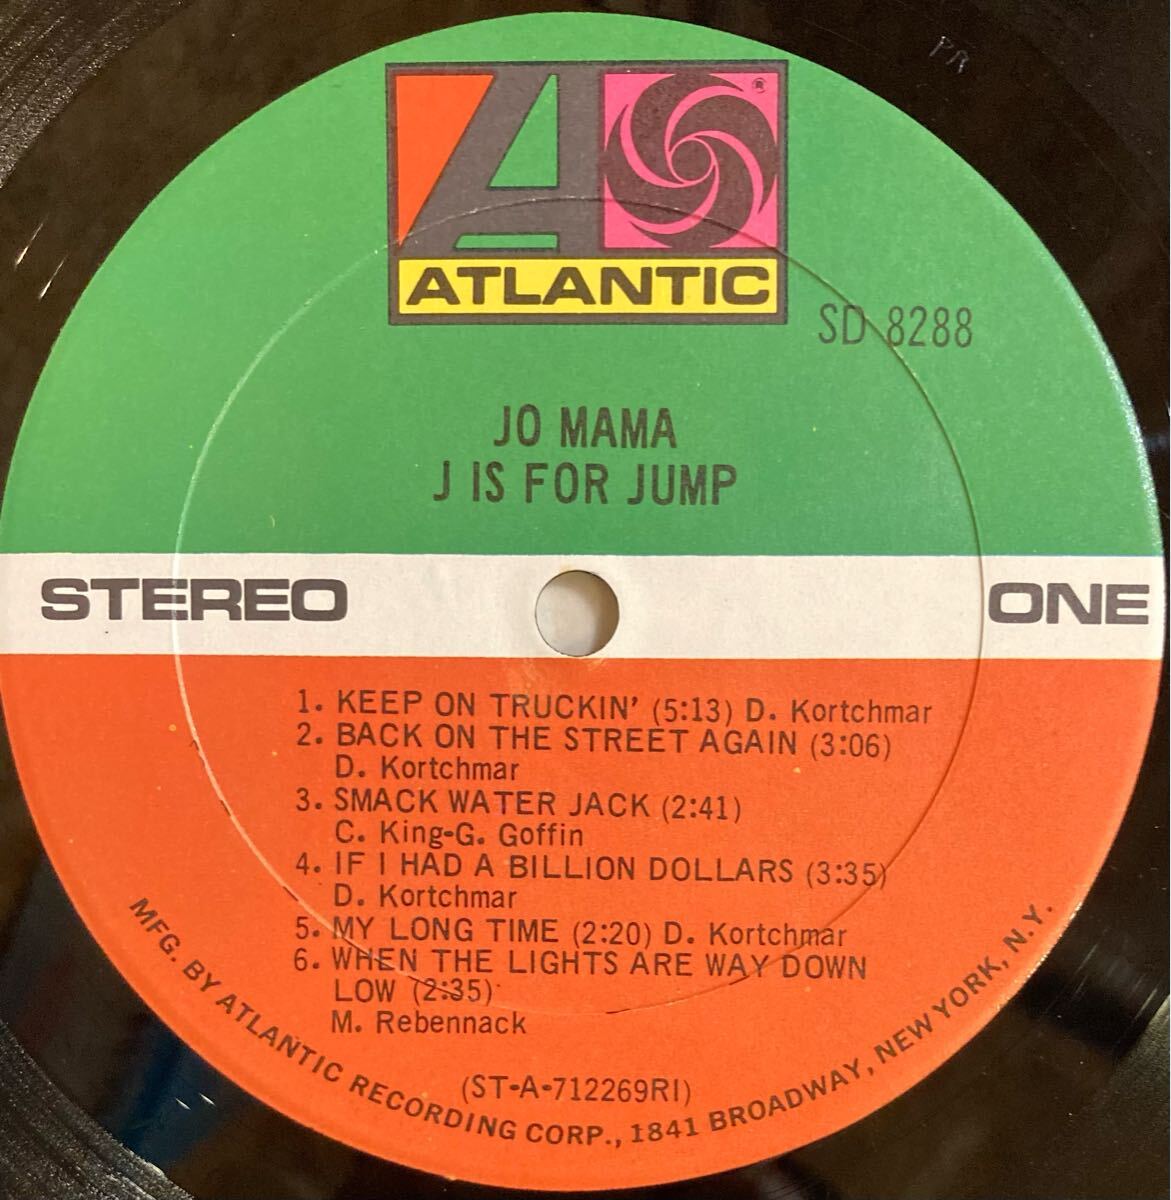 PR
A
®
ATLANTIC
SD 8288
JO MAMA
J IS FOR JUMP
STEREO
ONE
1. KEEP ON TRUCKIN' (5:13) D. Kortchmar
2. BACK ON THE STREET AGAIN (3:06)
D. Kortchmar
3. SMACK WATER JACK (2:41)
C. King-G. Goffin
4. IF I HAD A BILLION DOLLARS (3:35)
D. Kortchmar
5. MY LONG TIME (2:20) D. Kortchmar
6. WHEN THE LIGHTS ARE WAY DOWN
LOW (2:35)
M. Rebennack
(ST-A-712269RI)
MFG. BY ATLANTIC RECORDING CORP., 1841 BROADWAY, NEW YORK, N.Y.